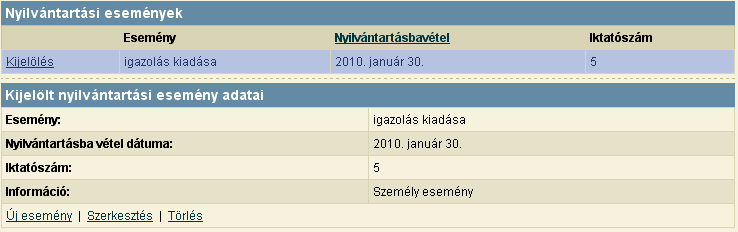 Nyilvántartási események
Esemény Nyilvántartásbavétel Iktatószám
Kijelölés igazolás kiadása 2010. január 30. 5
Kijelölt nyilvántartási esemény adatai
Esemény: igazolás kiadása
Nyilvántartásba vétel dátuma: 2010. január 30.
Iktatószám: 5
Információ: Személy esemény
Új esemény | Szerkesztés | Törlés